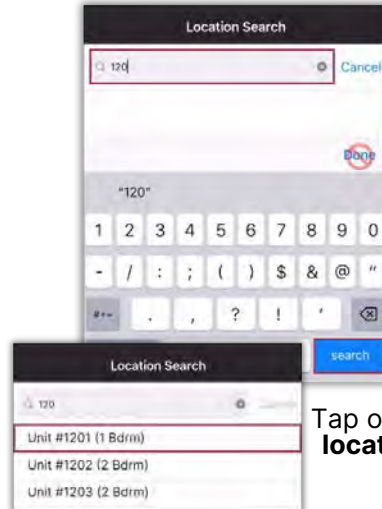 Location Search
120
Cancel
Done
"120"
1 2 3 4 5 6 7 8 9 0
- / : ; ( ) $ & @ "
#+= . , ? ! '
search
Location Search
120
Unit #1201 (1 Bdrm)
Unit #1202 (2 Bdrm)
Unit #1203 (2 Bdrm)
Tap o
locat